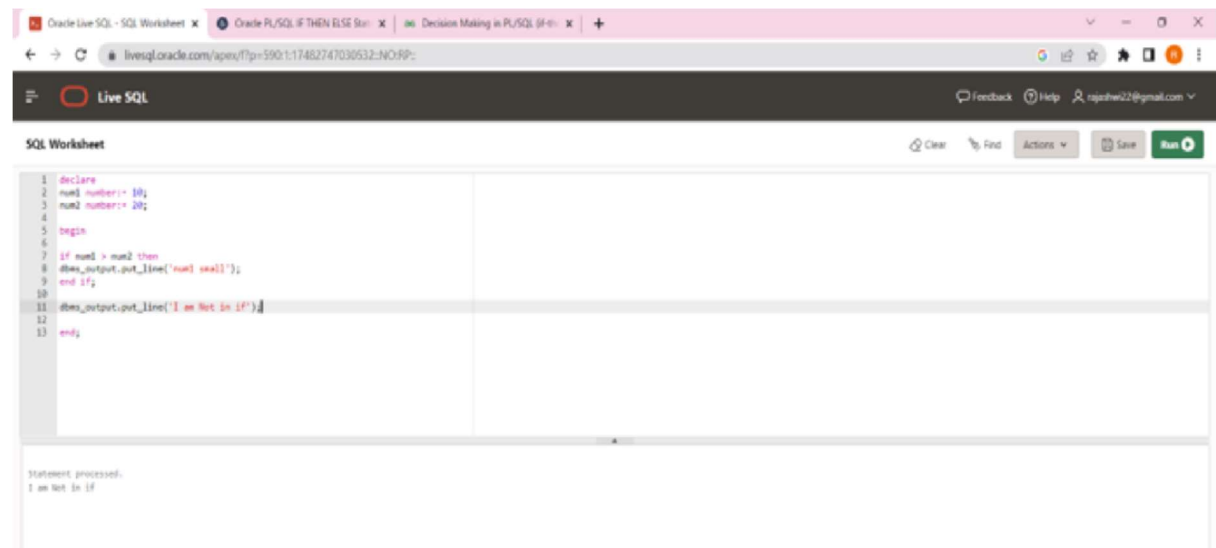 Oracle Live SQL - SQL Worksheet
Oracle PL/SQL IF THEN ELSE Stat
Decision Making in PL/SQL (if-th
livesql.oracle.com/apex/f?p=590:1:17482747030532::NO:RP::
Live SQL
Feedback
Help
rajashwi22@gmail.com
SQL Worksheet
Clear
Find
Actions
Save
Run
1 declare
2 num1 number:= 10;
3 num2 number:= 20;
4
5 begin
6
7 if num1 > num2 then
8 dbms_output.put_line('num1 small');
9 end if;
10
11 dbms_output.put_line('I am Not in if');
12
13 end;
Statement processed.
I am Not in if